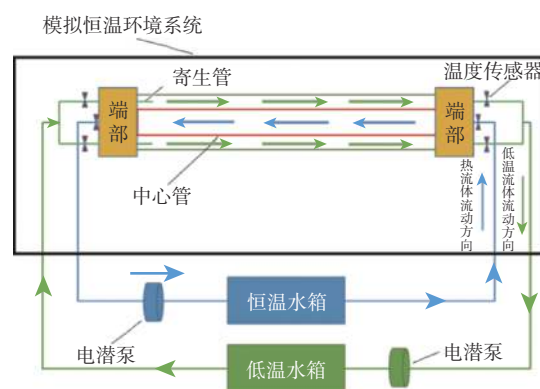 模拟恒温环境系统
寄生管
温度传感器
端部
端部
中心管
热流体流动方向
低温流体流动方向
恒温水箱
电潜泵
低温水箱
电潜泵